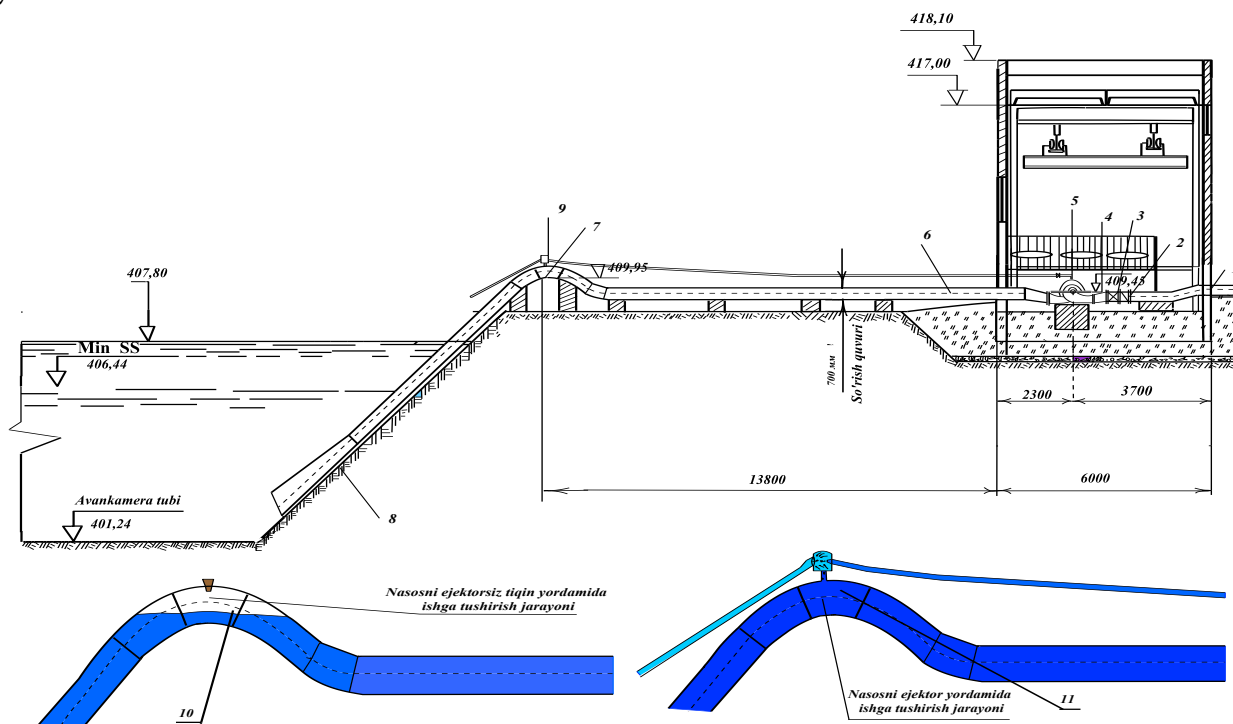 418,10
417,00
9
7
6
5
4
3
2
409,95
409,45
407,80
Min SS
406,44
700 мм
So'rish quvuri
2300
3700
13800
6000
Avankamera tubi
401,24
8
Nasosni ejektorsiz tiqin yordamida
ishga tushirish jarayoni
10
Nasosni ejektor yordamida
ishga tushirish jarayoni
11